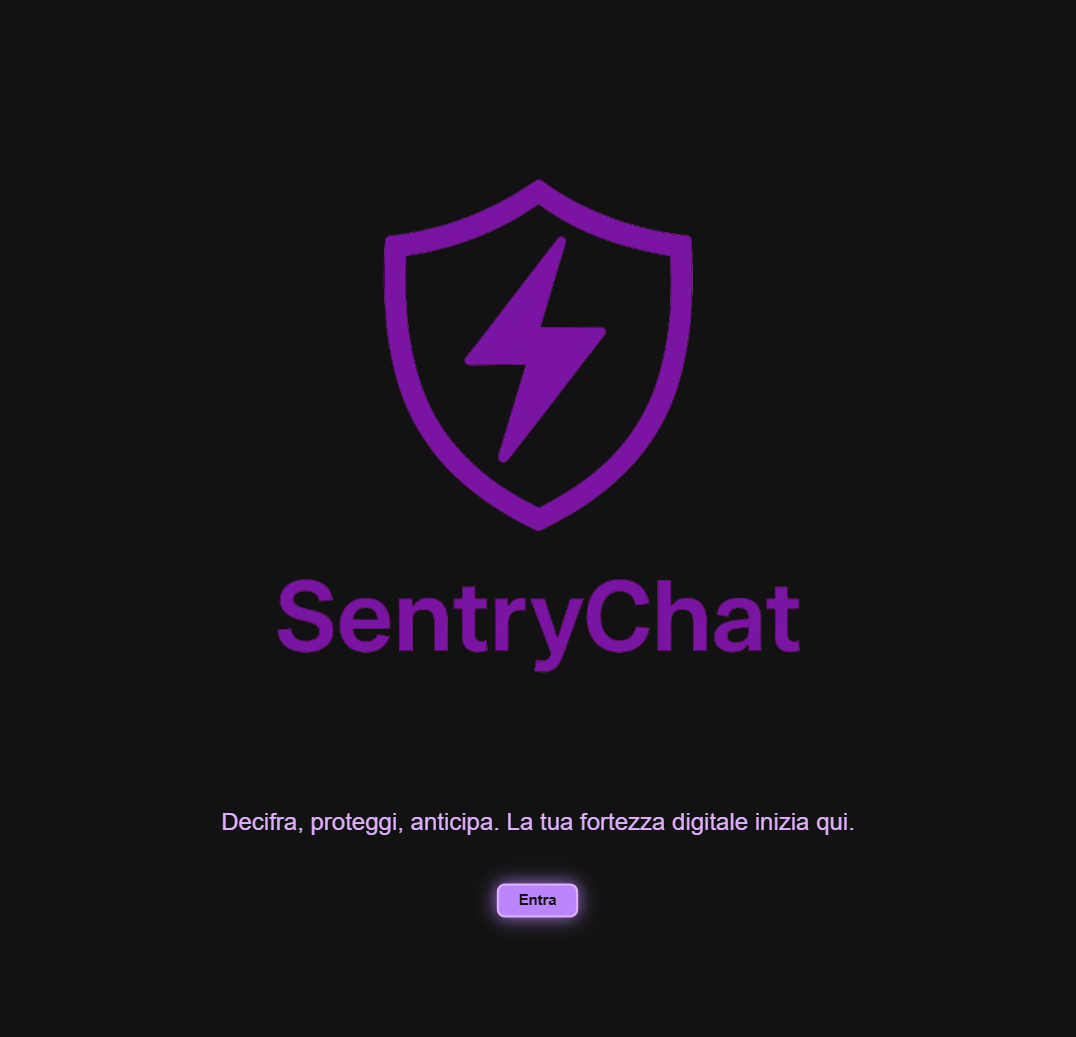 SentryChat
Decifra, proteggi, anticipa. La tua fortezza digitale inizia qui.
Entra